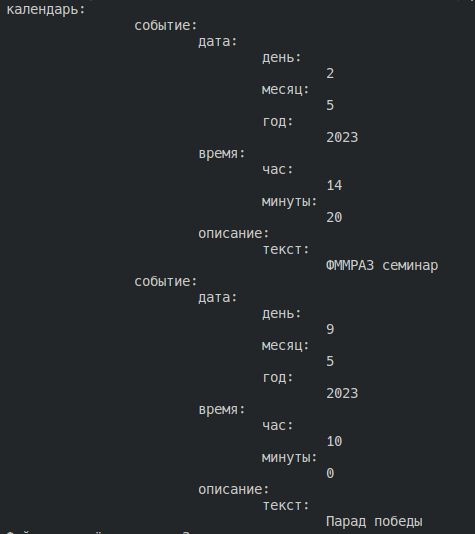 календарь:
событие:
дата:
день:
2
месяц:
5
год:
2023
время:
час:
14
минуты:
20
описание:
текст:
ФММРАЗ семинар
событие:
дата:
день:
9
месяц:
5
год:
2023
время:
час:
10
минуты:
0
описание:
текст:
Парад победы